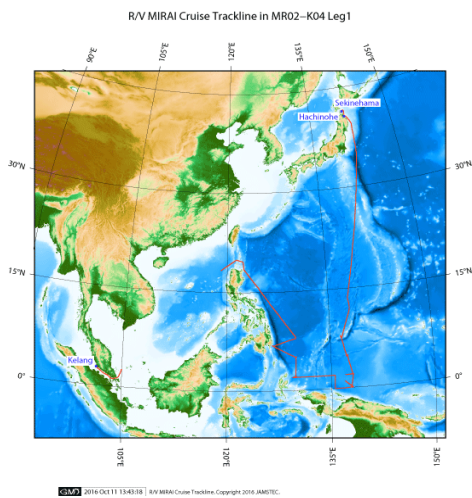 R/V MIRAI Cruise Trackline in MR02−K04 Leg1
90°E
105°E
120°E
135°E
150°E
Sekinehama
Hachinohe
30°N
30°N
15°N
15°N
Kelang
0°
0°
105°E
120°E
135°E
150°E
GMD 2016 Oct 11 13:43:18 R/V MIRAI Cruise Trackline, Copyright 2016 JAMSTEC.